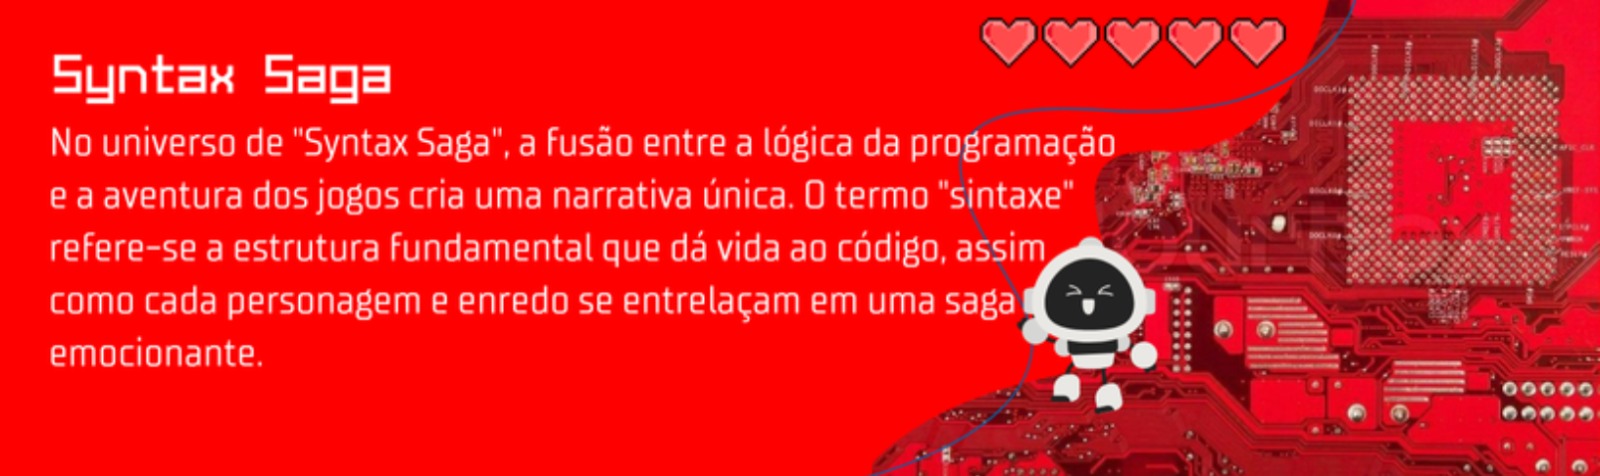 Syntax Saga
No universo de "Syntax Saga", a fusão entre a lógica da programação
e a aventura dos jogos cria uma narrativa única. O termo "sintaxe"
refere-se a estrutura fundamental que dá vida ao código, assim
como cada personagem e enredo se entrelaçam em uma saga
emocionante.